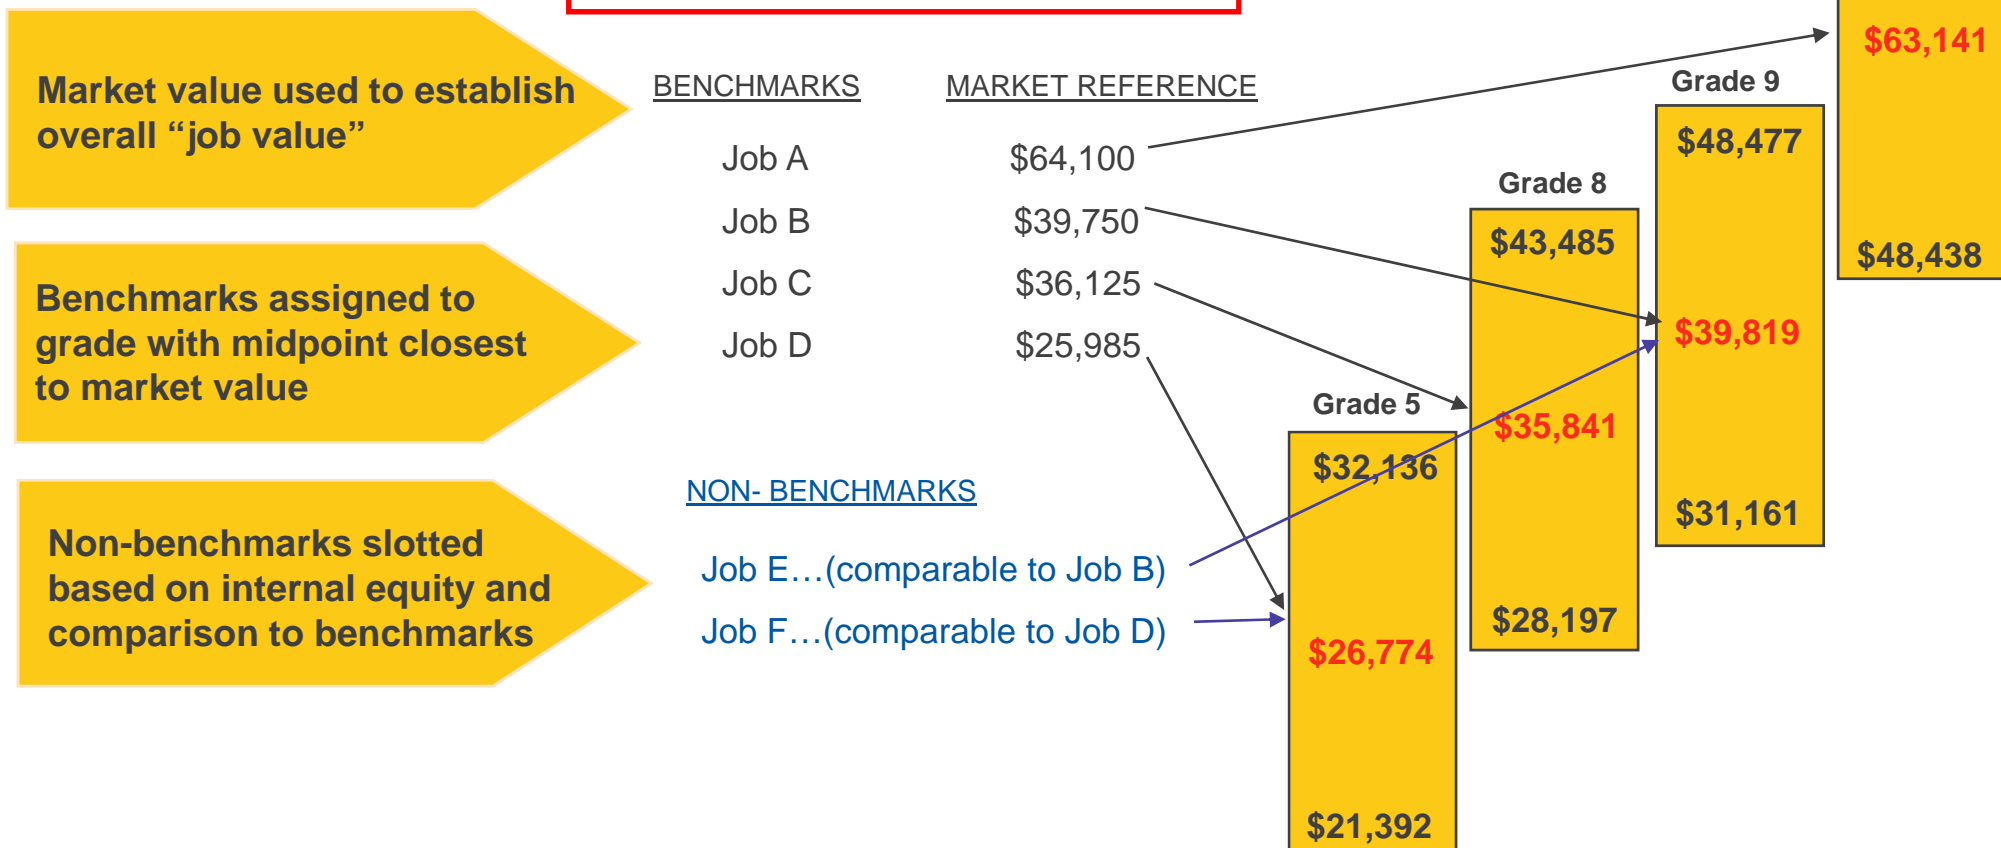 Market value used to establish
overall “job value”
Benchmarks assigned to
grade with midpoint closest
to market value
Non-benchmarks slotted
based on internal equity and
comparison to benchmarks
BENCHMARKS MARKET REFERENCE
Job A $64,100
Job B $39,750
Job C $36,125
Job D $25,985
NON- BENCHMARKS
Job E…(comparable to Job B)
Job F…(comparable to Job D)
Grade 5
$32,136
$26,774
$21,392
Grade 8
$43,485
$35,841
$28,197
Grade 9
$48,477
$39,819
$31,161
$63,141
$48,438